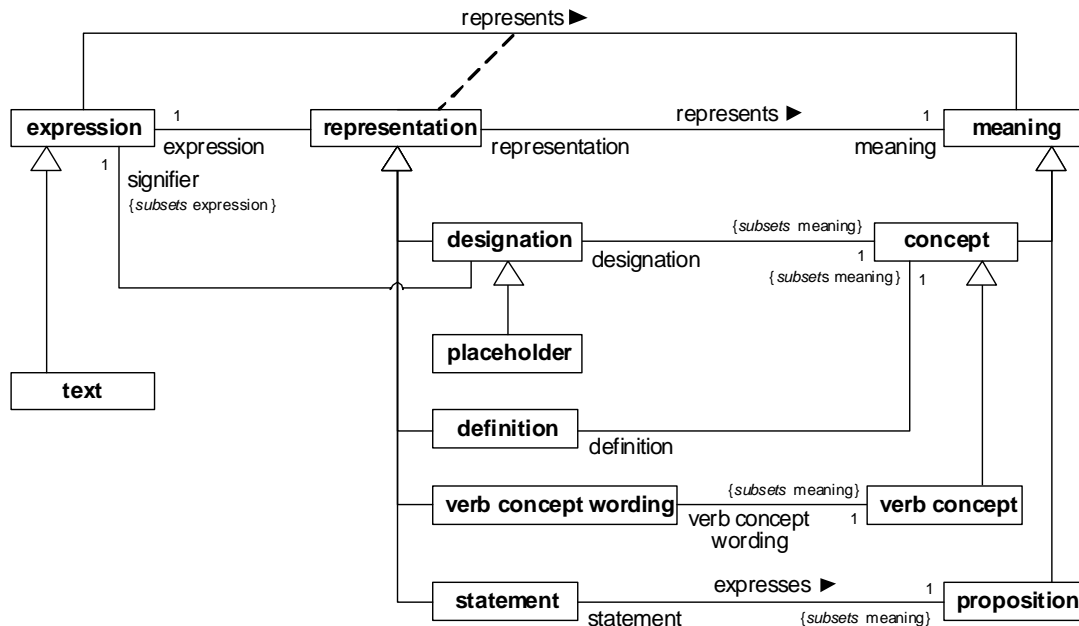 represents ►
expression
1
representation
represents ►
1
meaning
expression
representation
meaning
1
signifier
{subsets expression}
designation
{subsets meaning}
concept
designation
1
{subsets meaning}
1
placeholder
text
definition
definition
verb concept wording
{subsets meaning}
verb concept
verb concept
wording
1
statement
expresses ►
1
proposition
statement
{subsets meaning}